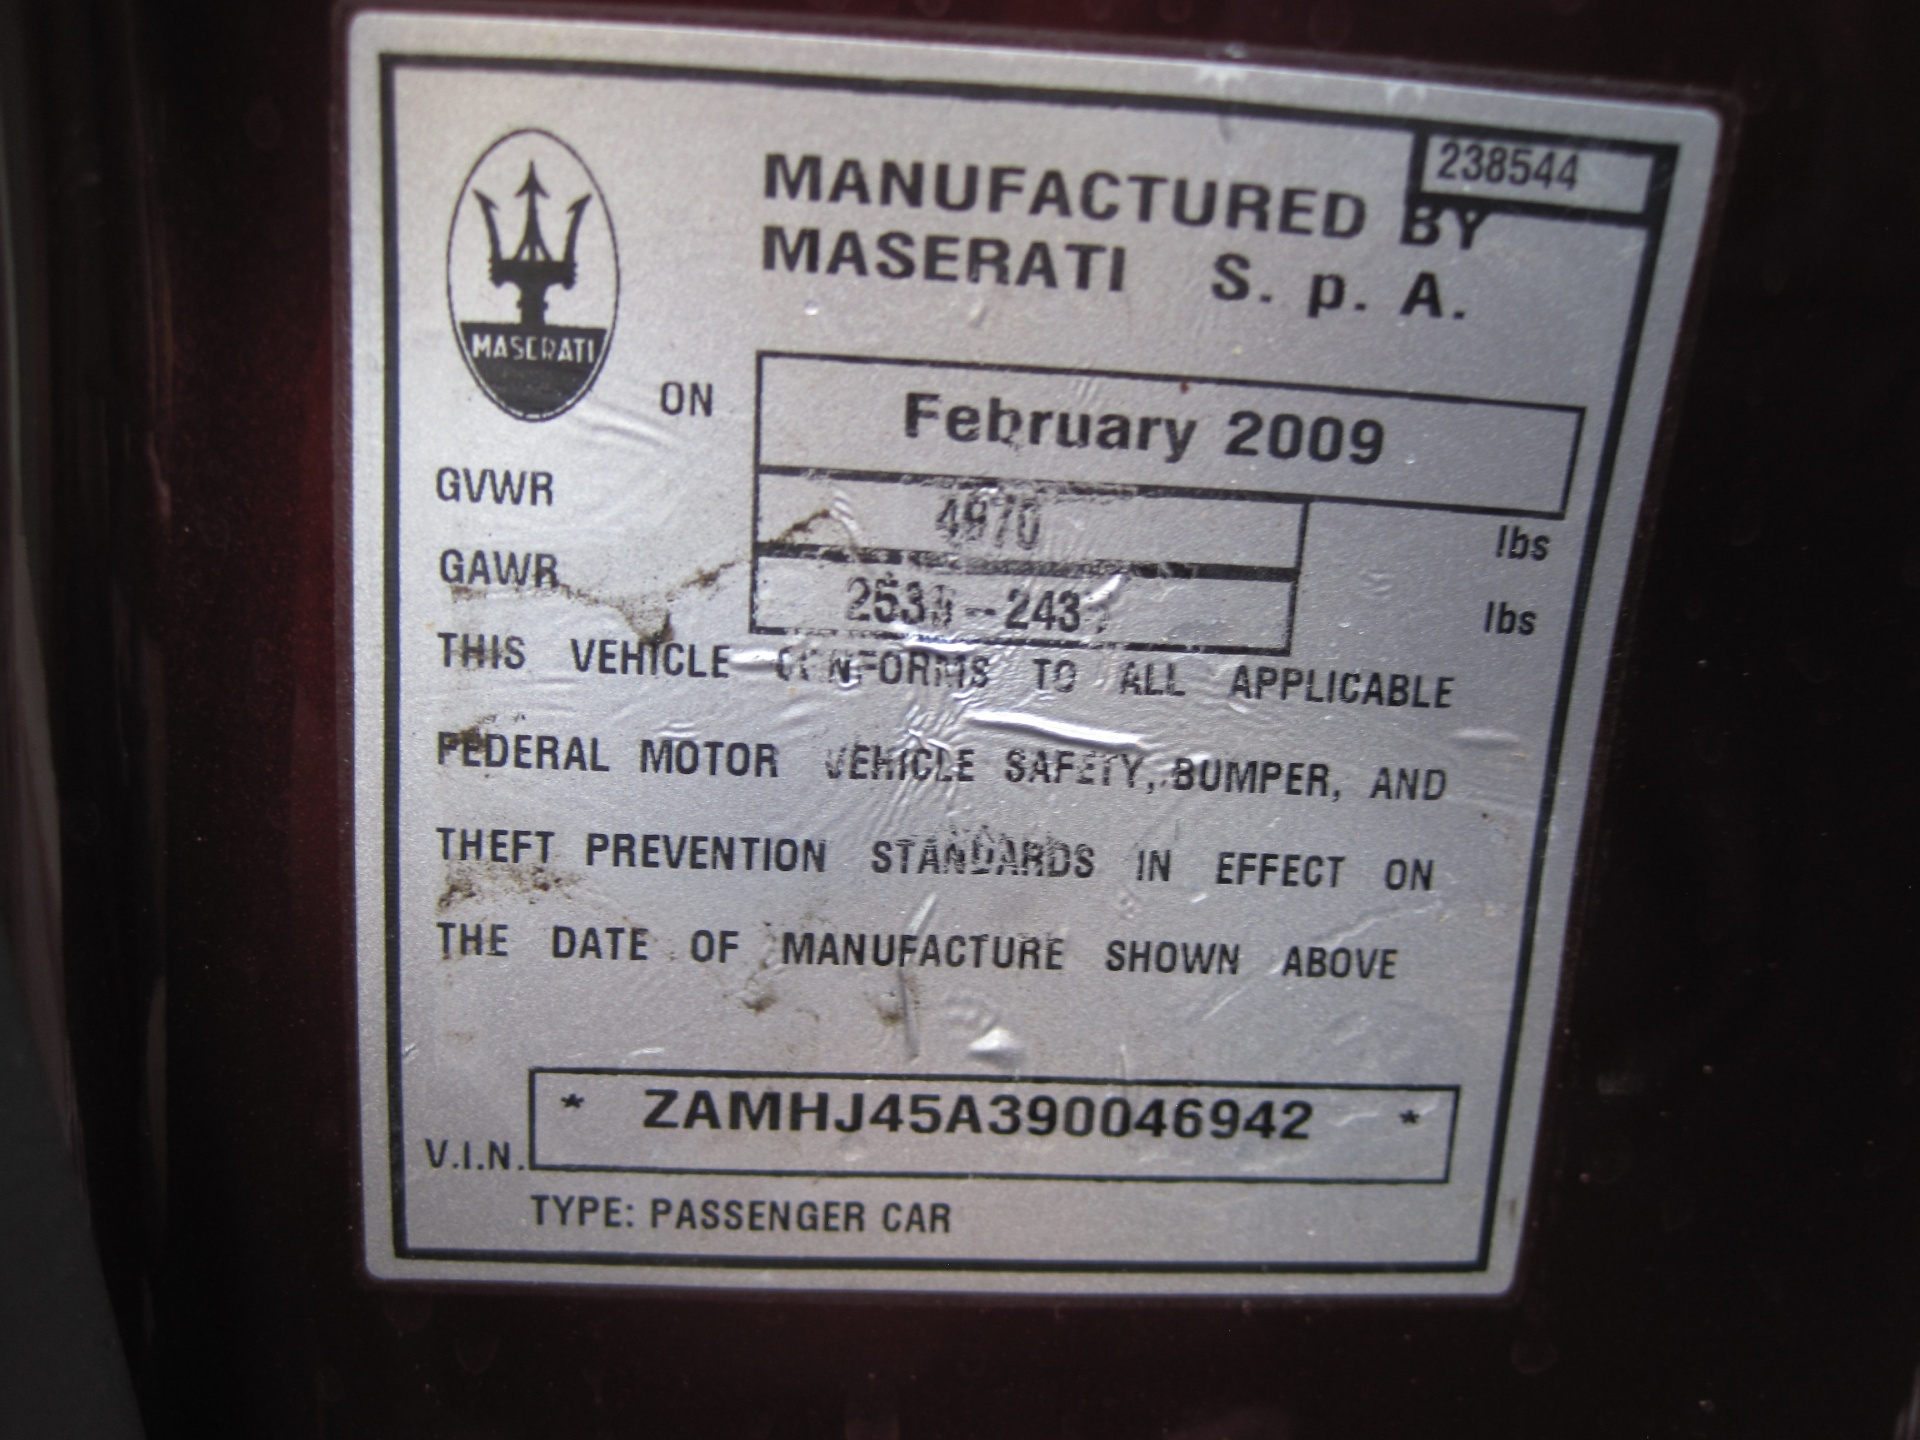 238544
MANUFACTURED BY
MASERATI S. p. A.
MASERATI
ON February 2009
GVWR 4970 lbs
GAWR lbs
THIS VEHICLE CONFORMS TO ALL APPLICABLE
FEDERAL MOTOR VEHICLE SAFETY, BUMPER, AND
THEFT PREVENTION STANDARDS IN EFFECT ON
THE DATE OF MANUFACTURE SHOWN ABOVE
V.I.N. * ZAMHJ45A390046942 *
TYPE: PASSENGER CAR